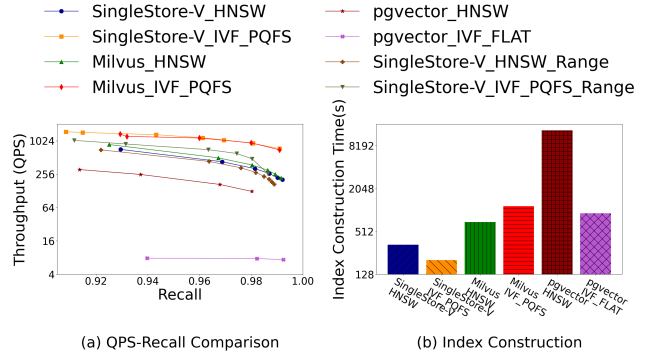 SingleStore-V_HNSW
SingleStore-V_IVF_PQFS
Milvus_HNSW
Milvus_IVF_PQFS
pgvector_HNSW
pgvector_IVF_FLAT
SingleStore-V_HNSW_Range
SingleStore-V_IVF_PQFS_Range
Throughput (QPS)
1024
256
64
16
4
0.92
0.94
0.96
0.98
1.00
Recall
(a) QPS-Recall Comparison
Index Construction Time(s)
8192
2048
512
128
SingleStore-V
HNSW
SingleStore-V
IVF_PQFS
Milvus
HNSW
Milvus
IVF_PQFS
pgvector
HNSW
pgvector
IVF_FLAT
(b) Index Construction